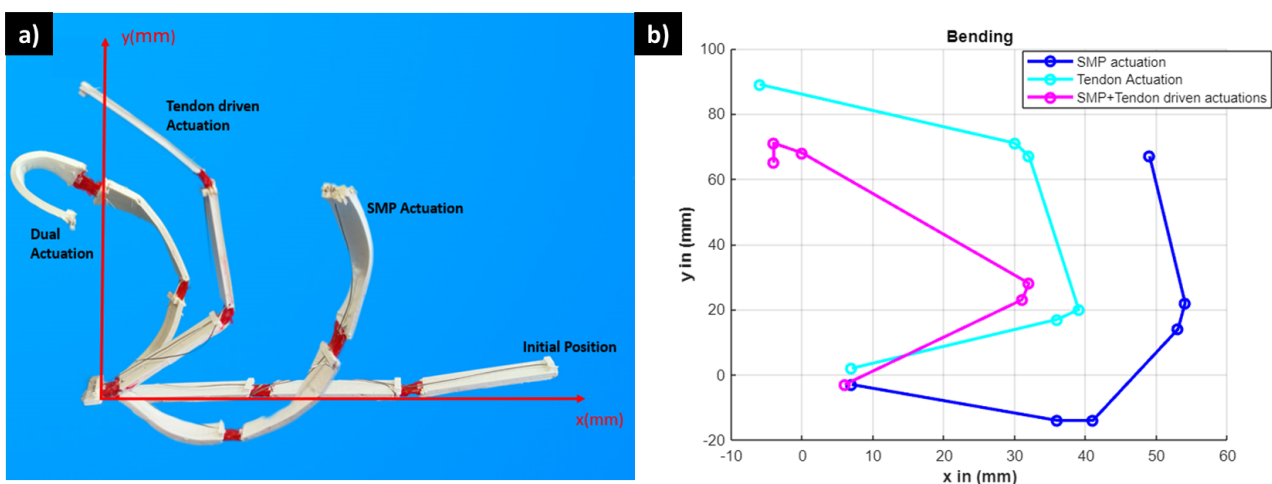 a)
y(mm)
Tendon driven
Actuation
SMP Actuation
Dual
Actuation
Initial Position
x(mm)
b)
Bending
SMP actuation
Tendon Actuation
SMP+Tendon driven actuations
100
80
60
40
20
0
-20
y in (mm)
-10 0 10 20 30 40 50 60
x in (mm)